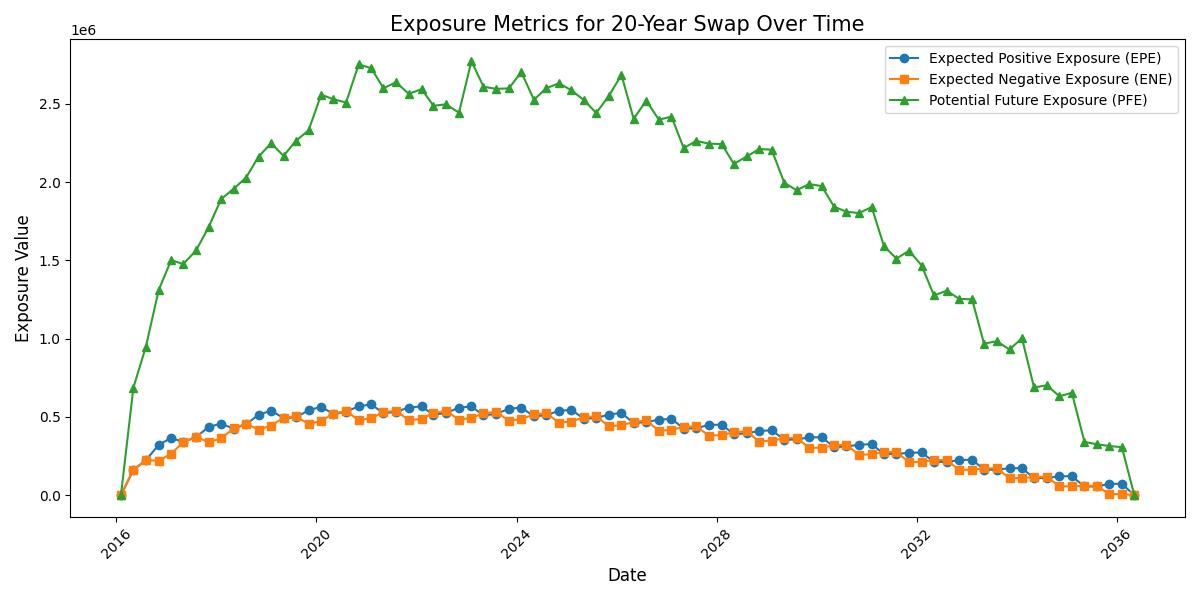 Exposure Metrics for 20-Year Swap Over Time
1e6
Exposure Value
2.5
2.0
1.5
1.0
0.5
0.0
Expected Positive Exposure (EPE)
Expected Negative Exposure (ENE)
Potential Future Exposure (PFE)
2016
2020
2024
2028
2032
2036
Date